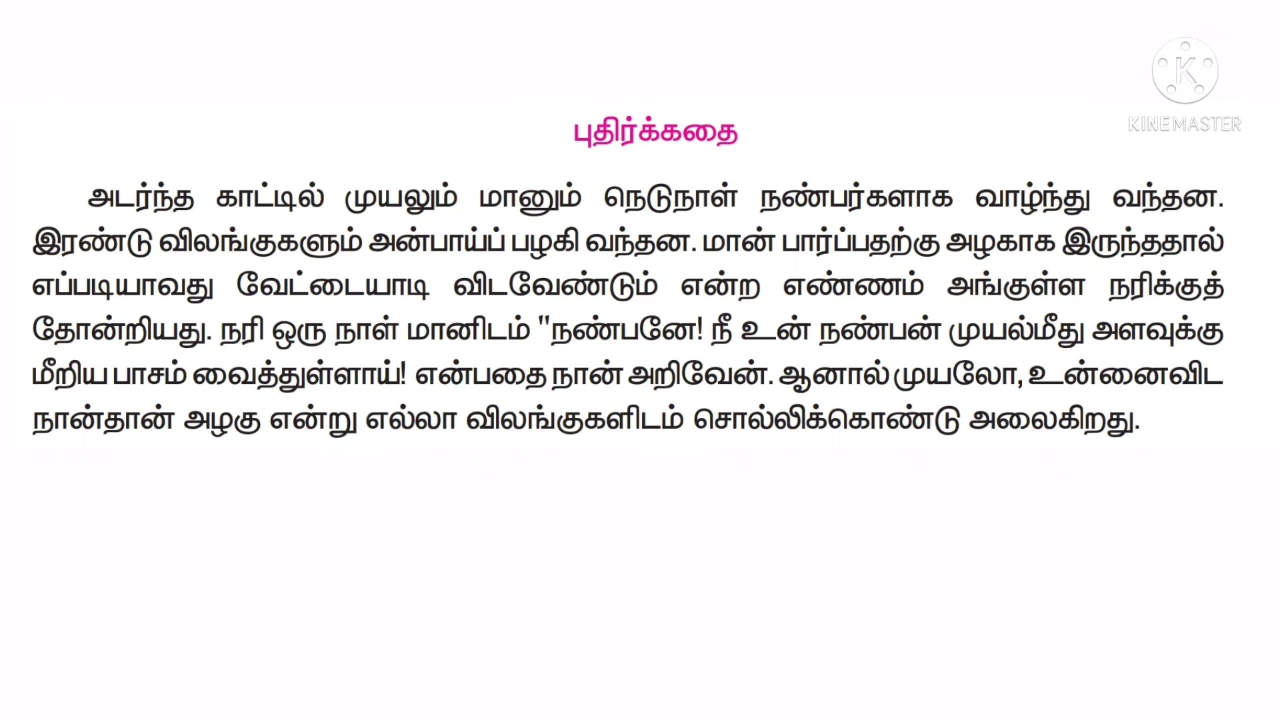 KINEMASTER
புதிர்க்கதை
அடர்ந்த காட்டில் முயலும் மானும் நெடுநாள் நண்பர்களாக வாழ்ந்து வந்தன.
இரண்டு விலங்குகளும் அன்பாய்ப் பழகி வந்தன. மான் பார்ப்பதற்கு அழகாக இருந்ததால்
எப்படியாவது வேட்டையாடி விடவேண்டும் என்ற எண்ணம் அங்குள்ள நரிக்குத்
தோன்றியது. நரி ஒரு நாள் மானிடம் "நண்பனே! நீ உன் நண்பன் முயல்மீது அளவுக்கு
மீறிய பாசம் வைத்துள்ளாய்! என்பதை நான் அறிவேன். ஆனால் முயலோ, உன்னைவிட
நான்தான் அழகு என்று எல்லா விலங்குகளிடம் சொல்லிக்கொண்டு அலைகிறது.